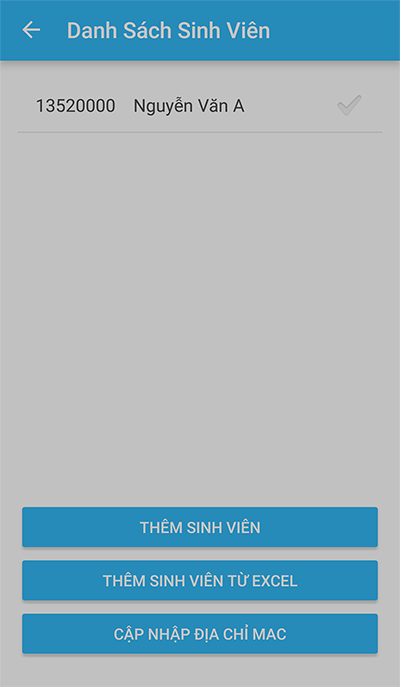 Danh Sách Sinh Viên
13520000 Nguyễn Văn A
THÊM SINH VIÊN
THÊM SINH VIÊN TỪ EXCEL
CẬP NHẬP ĐỊA CHỈ MAC